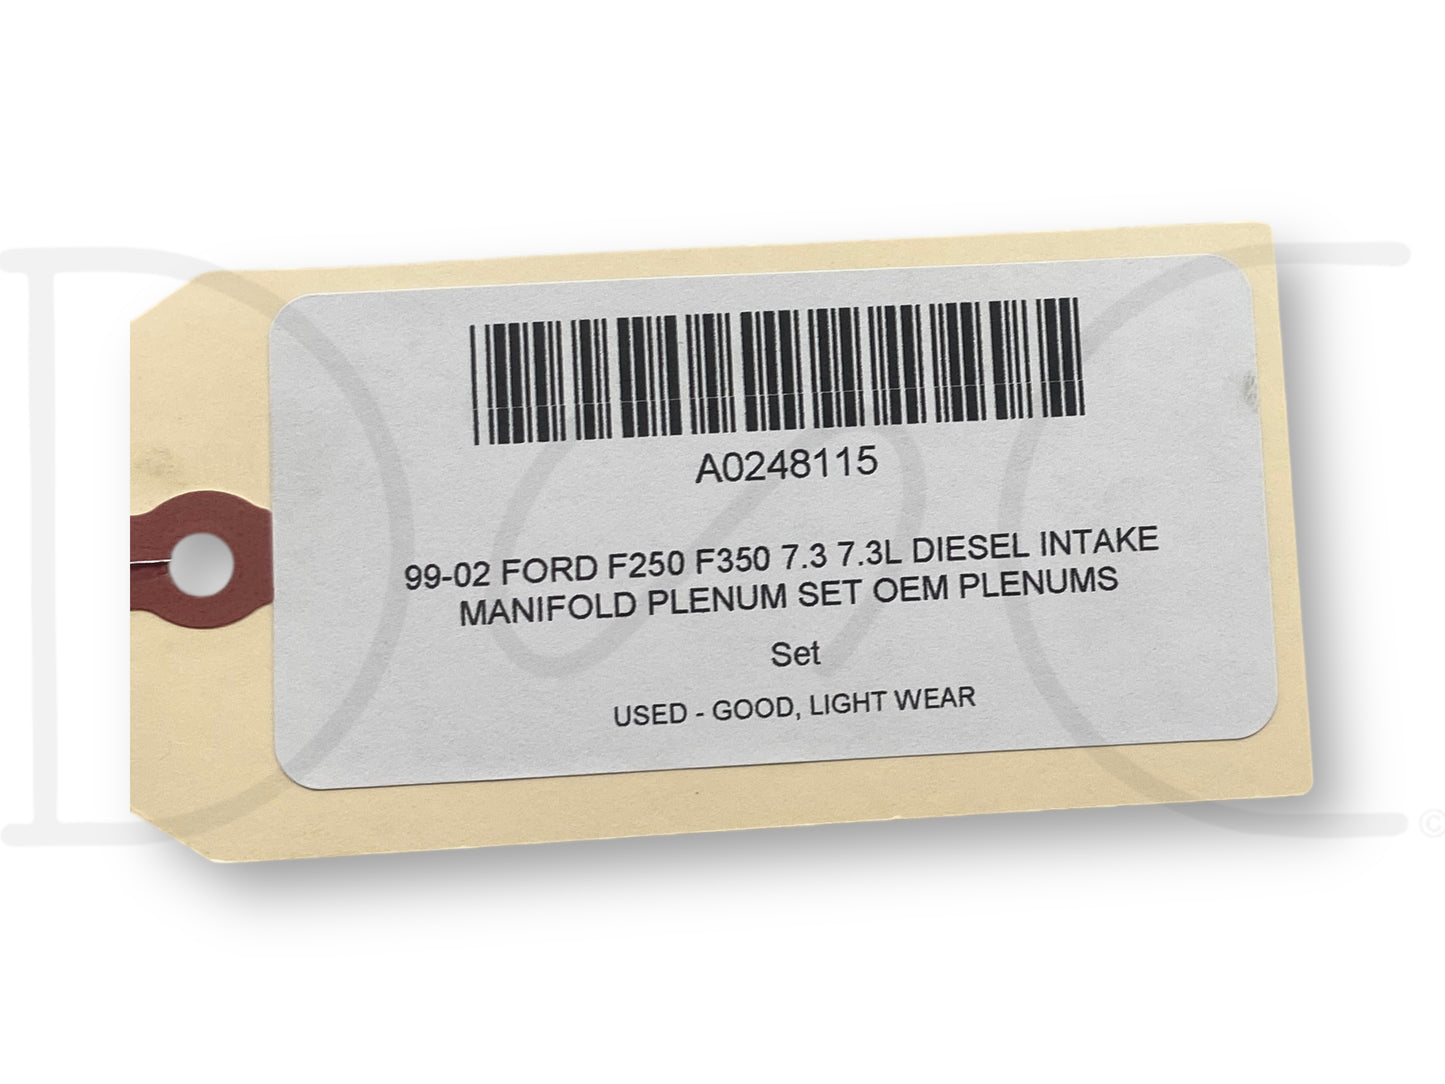 A0248115
99-02 FORD F250 F350 7.3 7.3L DIESEL INTAKE
MANIFOLD PLENUM SET OEM PLENUMS
Set
USED - GOOD, LIGHT WEAR
©